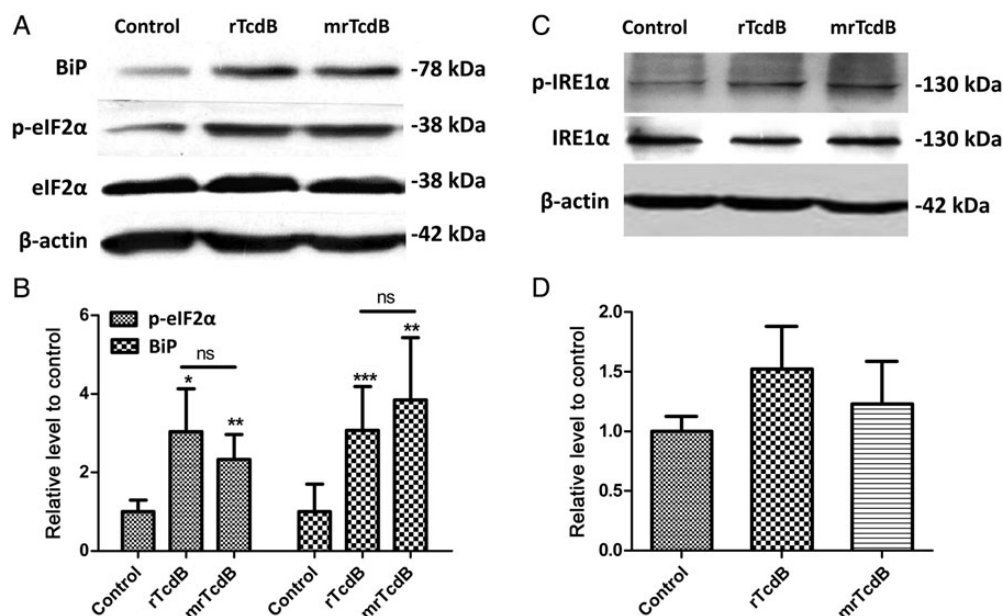 A
Control rTcdB mrTcdB
BiP -78 kDa
p-eIF2α -38 kDa
eIF2α -38 kDa
β-actin -42 kDa
C
Control rTcdB mrTcdB
p-IRE1α -130 kDa
IRE1α -130 kDa
β-actin -42 kDa
B
Relative level to control
6
4
2
0
p-eIF2α
BiP
ns
*
**
ns
***
**
Control rTcdB mrTcdB Control rTcdB mrTcdB
D
Relative level to control
2.0
1.5
1.0
0.5
0.0
Control rTcdB mrTcdB